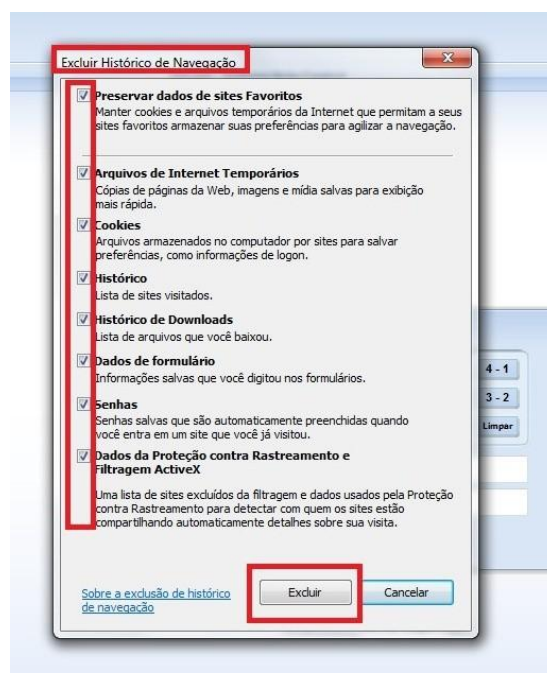 Excluir Histórico de Navegação
Preservar dados de sites Favoritos
Manter cookies e arquivos temporários da Internet que permitam a seus
sites favoritos armazenar suas preferências para agilizar a navegação.
Arquivos de Internet Temporários
Cópias de páginas da Web, imagens e mídia salvas para exibição
mais rápida.
Cookies
Arquivos armazenados no computador por sites para salvar
preferências, como informações de logon.
Histórico
Lista de sites visitados.
Histórico de Downloads
Lista de arquivos que você baixou.
Dados de formulário
Informações salvas que você digitou nos formulários.
4 - 1
3 - 2
Limpar
Senhas
Senhas salvas que são automaticamente preenchidas quando
você entra em um site que você já visitou.
Dados da Proteção contra Rastreamento e
Filtragem ActiveX
Uma lista de sites excluídos da filtragem e dados usados pela Proteção
contra Rastreamento para detectar com quem os sites estão
compartilhando automaticamente detalhes sobre sua visita.
Sobre a exclusão de histórico
de navegação
Excluir
Cancelar